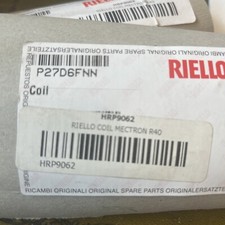 RICAMBI ORIGINALI ORIGINAL SPARE PARTS ORIGINALERSATZTEILE
RIELLO
P27D6FNN
Coil
HRP9062
RIELLO COIL MECTRON R40
HRP9062
RICAMBI ORIGINALI ORIGINAL SPARE PARTS ORIGINALERSATZTEILE